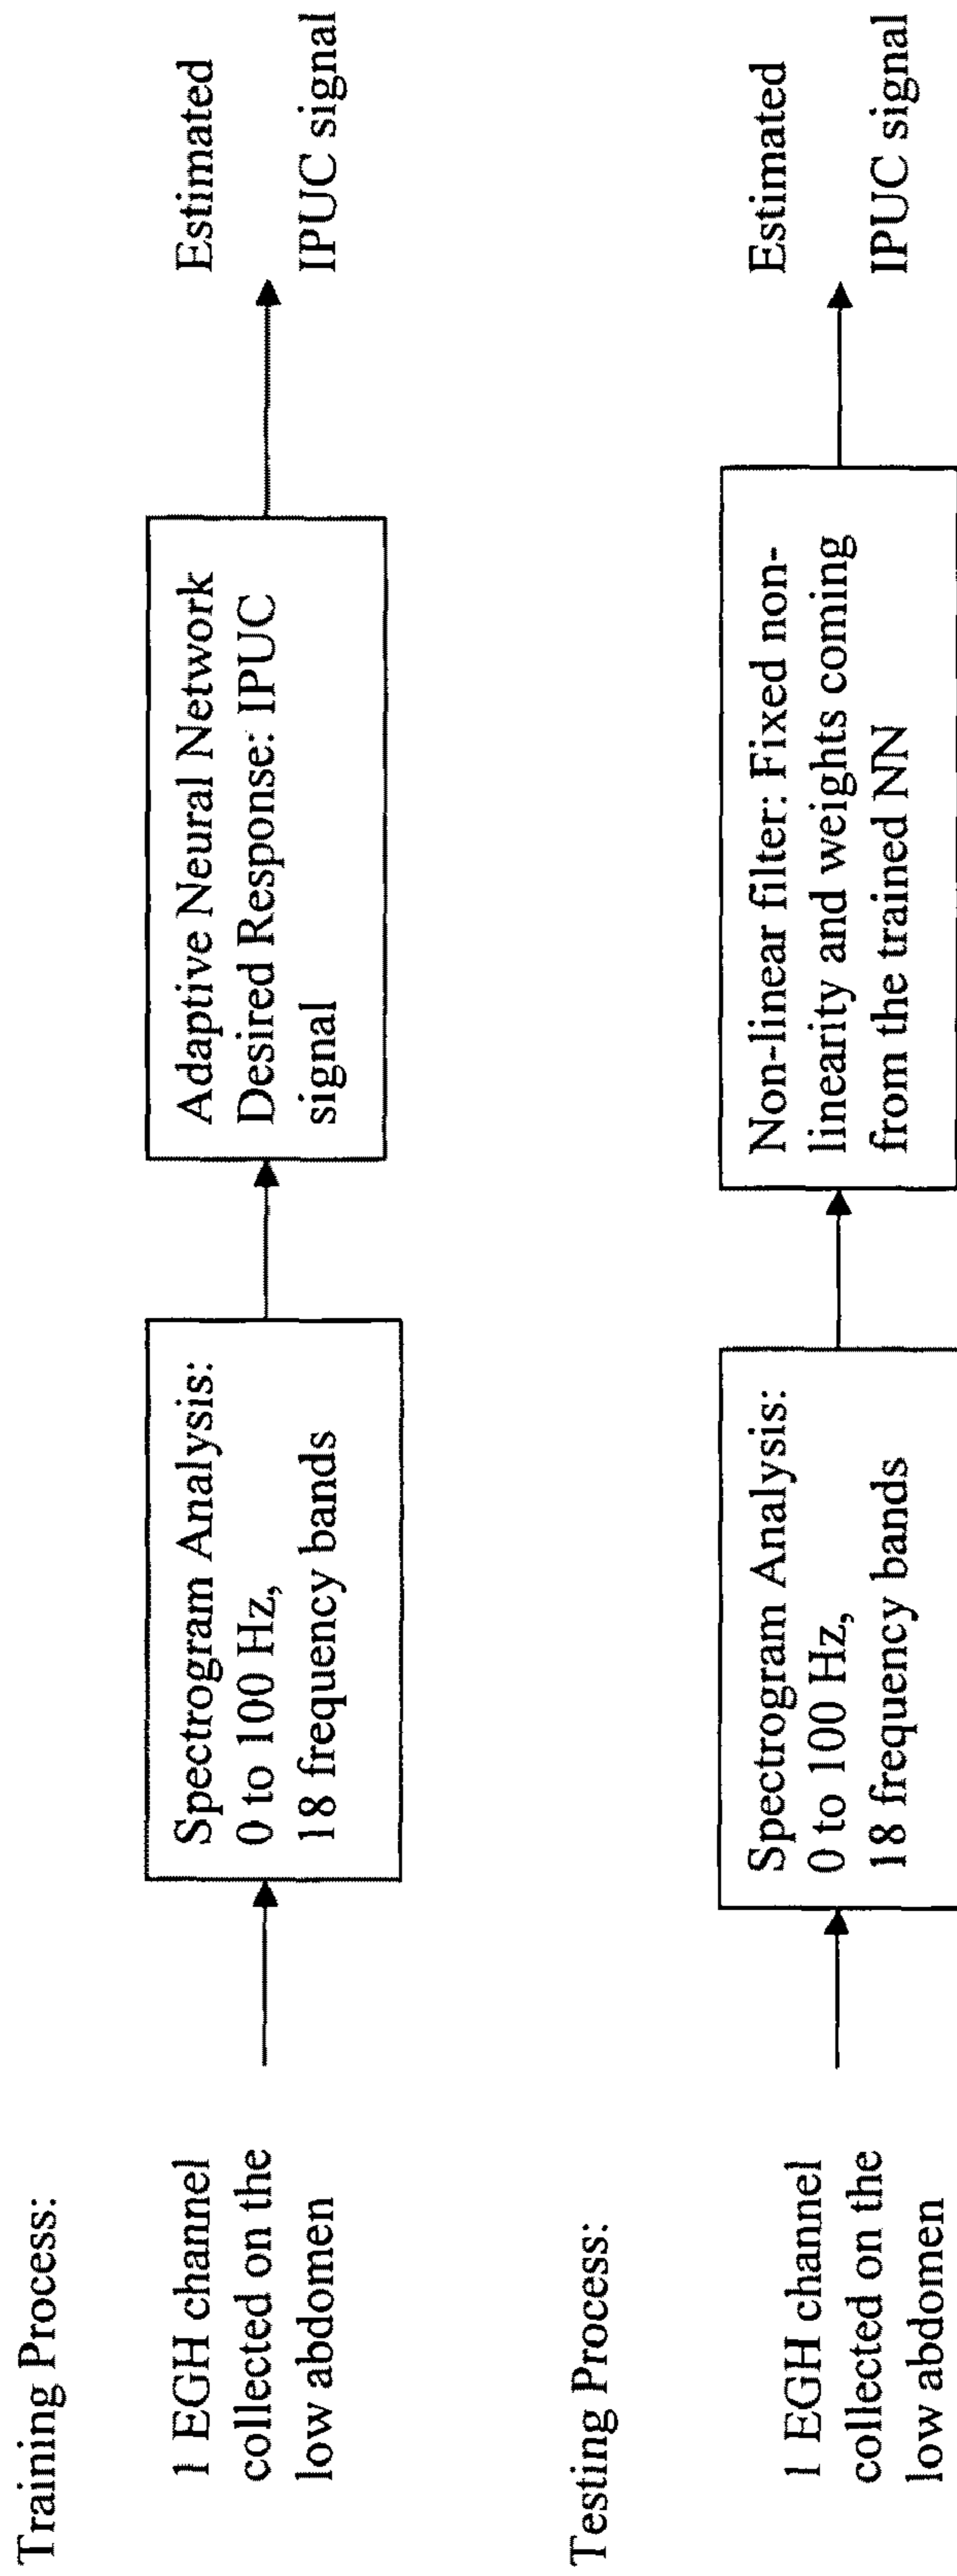 Training Process:
1 EGH channel
collected on the
low abdomen
Spectrogram Analysis:
0 to 100 Hz,
18 frequency bands
Adaptive Neural Network
Desired Response: IPUC
signal
Estimated
IPUC signal
Testing Process:
1 EGH channel
collected on the
low abdomen
Spectrogram Analysis:
0 to 100 Hz,
18 frequency bands
Non-linear filter: Fixed non-
linearity and weights coming
from the trained NN
Estimated
IPUC signal